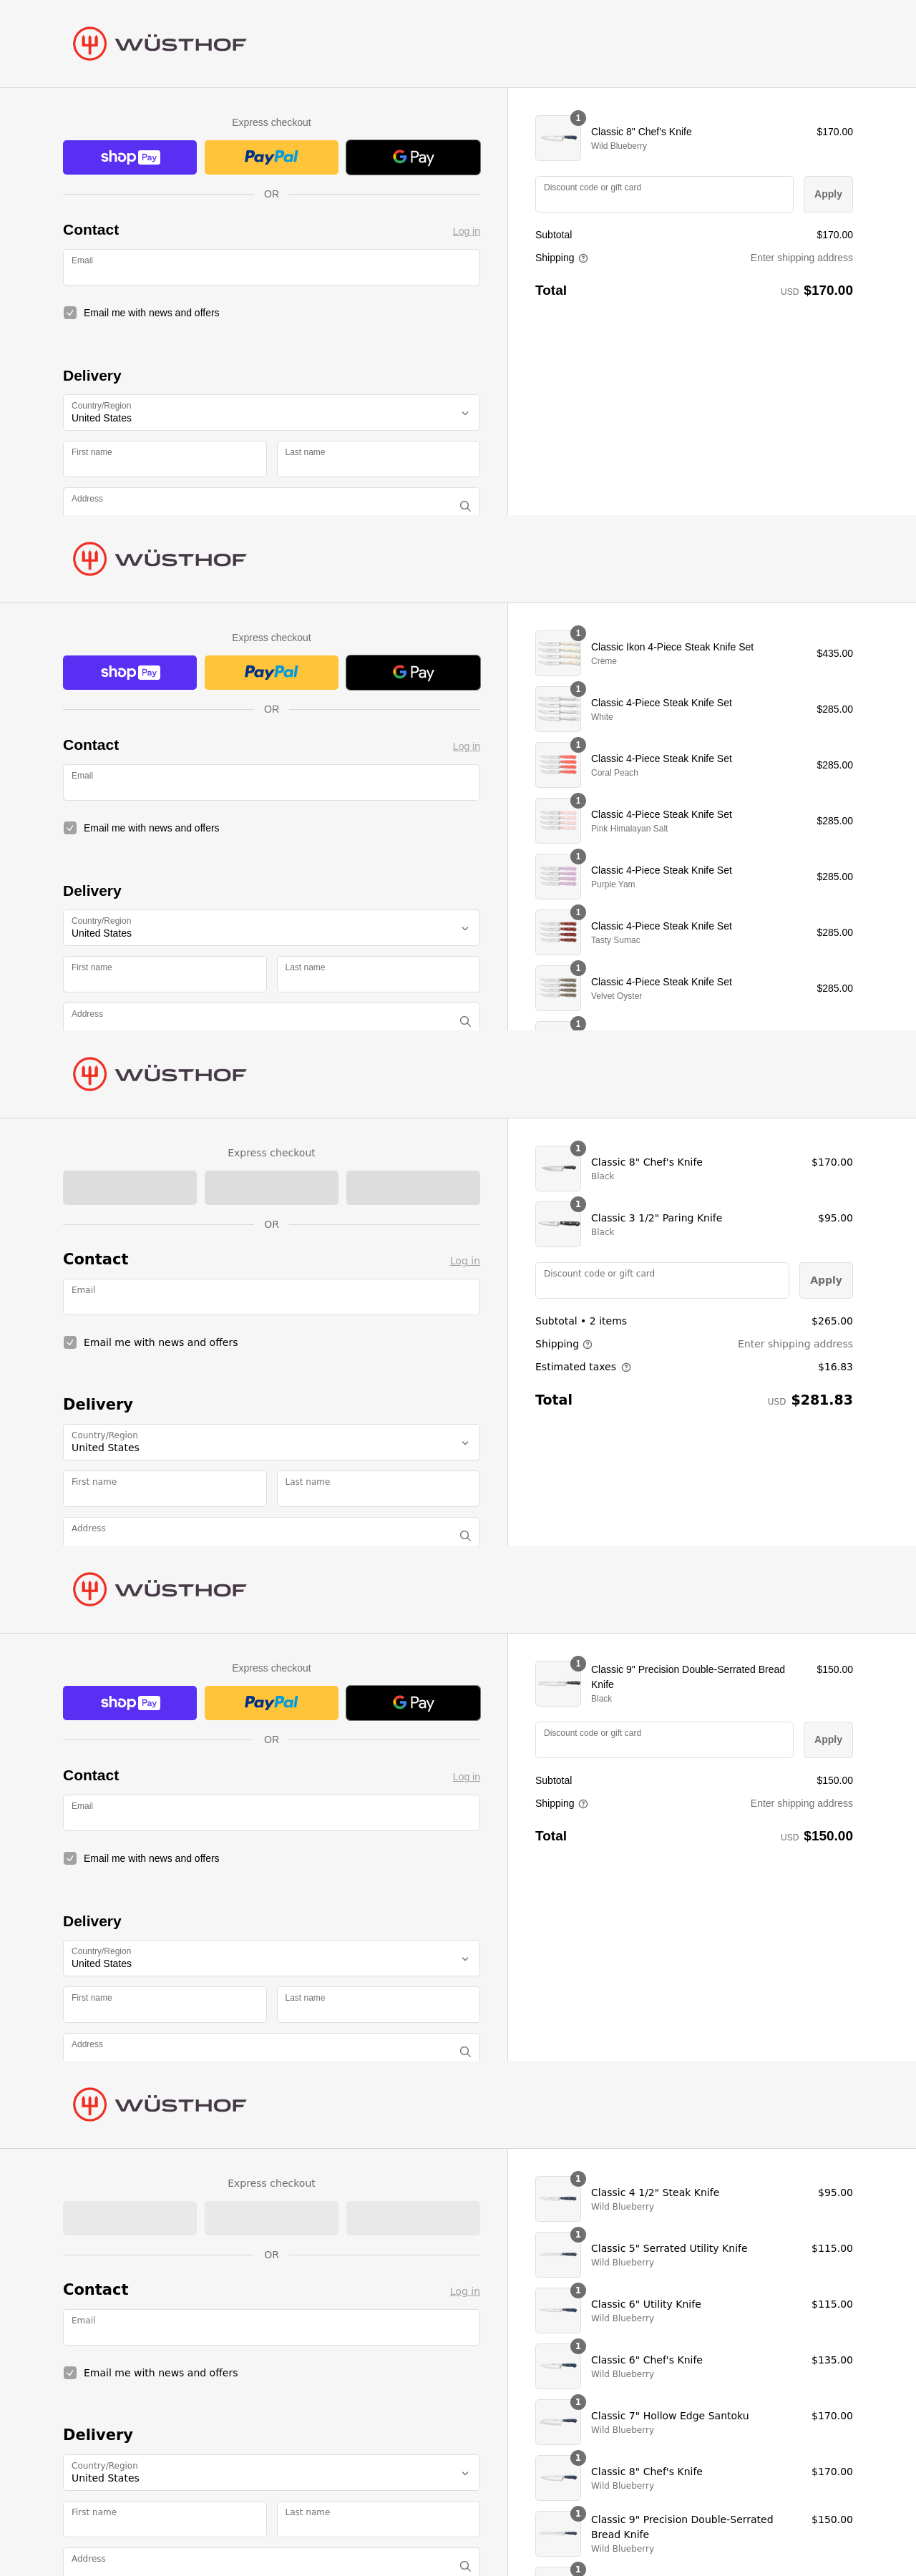 WÜSTHOF
Express checkout
shop Pay
PayPal
G Pay
OR
Contact
Log in
Email
Email me with news and offers
Delivery
Country/Region
United States
First name
Last name
Address
1
Classic 8" Chef's Knife
$170.00
Wild Blueberry
Discount code or gift card
Apply
Subtotal
$170.00
Shipping
Enter shipping address
Total
USD $170.00
WÜSTHOF
Express checkout
shop Pay
PayPal
G Pay
OR
Contact
Log in
Email
Email me with news and offers
Delivery
Country/Region
United States
First name
Last name
Address
1
Classic Ikon 4-Piece Steak Knife Set
Crème
$435.00
1
Classic 4-Piece Steak Knife Set
White
$285.00
1
Classic 4-Piece Steak Knife Set
Coral Peach
$285.00
1
Classic 4-Piece Steak Knife Set
Pink Himalayan Salt
$285.00
1
Classic 4-Piece Steak Knife Set
Purple Yam
$285.00
1
Classic 4-Piece Steak Knife Set
Tasty Sumac
$285.00
1
Classic 4-Piece Steak Knife Set
Velvet Oyster
$285.00
1
WÜSTHOF
Express checkout
OR
Contact
Log in
Email
Email me with news and offers
Delivery
Country/Region
United States
First name
Last name
Address
1
Classic 8" Chef's Knife
$170.00
Black
1
Classic 3 1/2" Paring Knife
$95.00
Black
Discount code or gift card
Apply
Subtotal • 2 items
$265.00
Shipping
Enter shipping address
Estimated taxes
$16.83
Total
USD $281.83
WÜSTHOF
Express checkout
shop Pay
PayPal
G Pay
OR
Contact
Log in
Email
Email me with news and offers
Delivery
Country/Region
United States
First name
Last name
Address
1
Classic 9" Precision Double-Serrated Bread
Knife
$150.00
Black
Discount code or gift card
Apply
Subtotal
$150.00
Shipping
Enter shipping address
Total
USD $150.00
WÜSTHOF
Express checkout
OR
Contact
Log in
Email
Email me with news and offers
Delivery
Country/Region
United States
First name
Last name
Address
1
Classic 4 1/2" Steak Knife
$95.00
Wild Blueberry
1
Classic 5" Serrated Utility Knife
$115.00
Wild Blueberry
1
Classic 6" Utility Knife
$115.00
Wild Blueberry
1
Classic 6" Chef's Knife
$135.00
Wild Blueberry
1
Classic 7" Hollow Edge Santoku
$170.00
Wild Blueberry
1
Classic 8" Chef's Knife
$170.00
Wild Blueberry
1
Classic 9" Precision Double-Serrated
Bread Knife
$150.00
Wild Blueberry
1